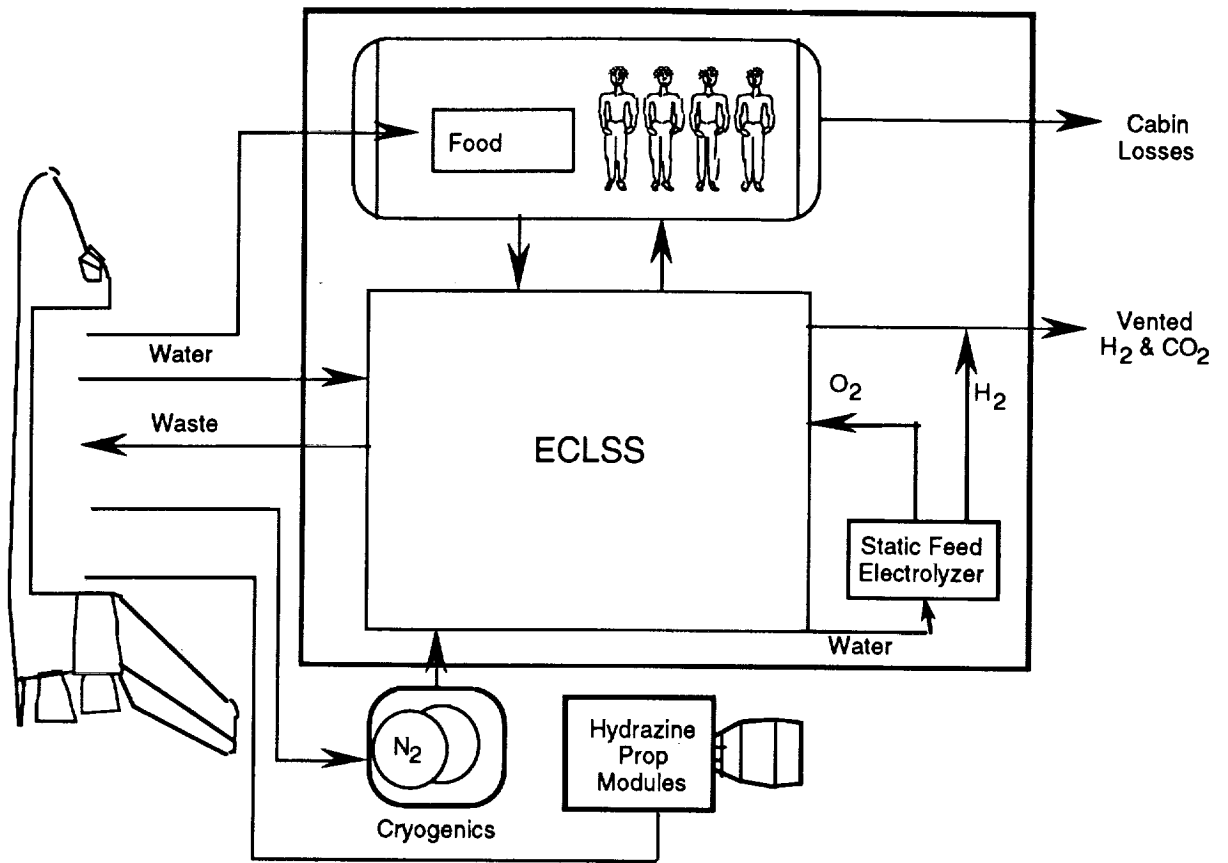 Food
Cabin
Losses
Vented
H₂ & CO₂
Water
O₂
H₂
Waste
ECLSS
Static Feed
Electrolyzer
Water
N₂
Hydrazine
Prop
Modules
Cryogenics